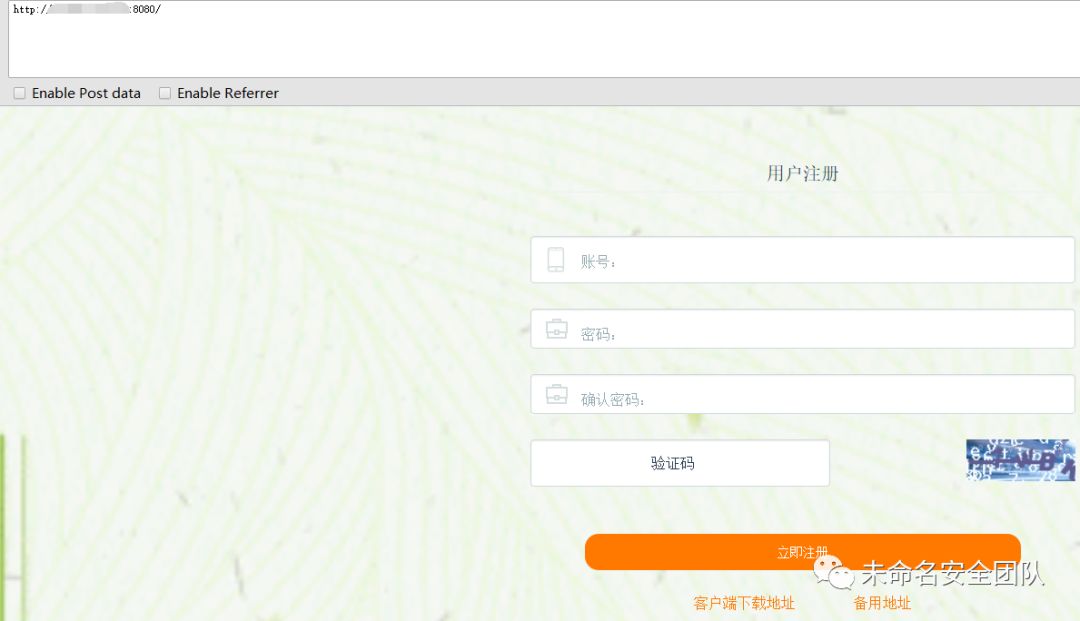 http://:8080/
Enable Post data Enable Referrer
用户注册
账号：
密码：
确认密码：
验证码
立即注册
未命名安全团队
客户端下载地址 备用地址